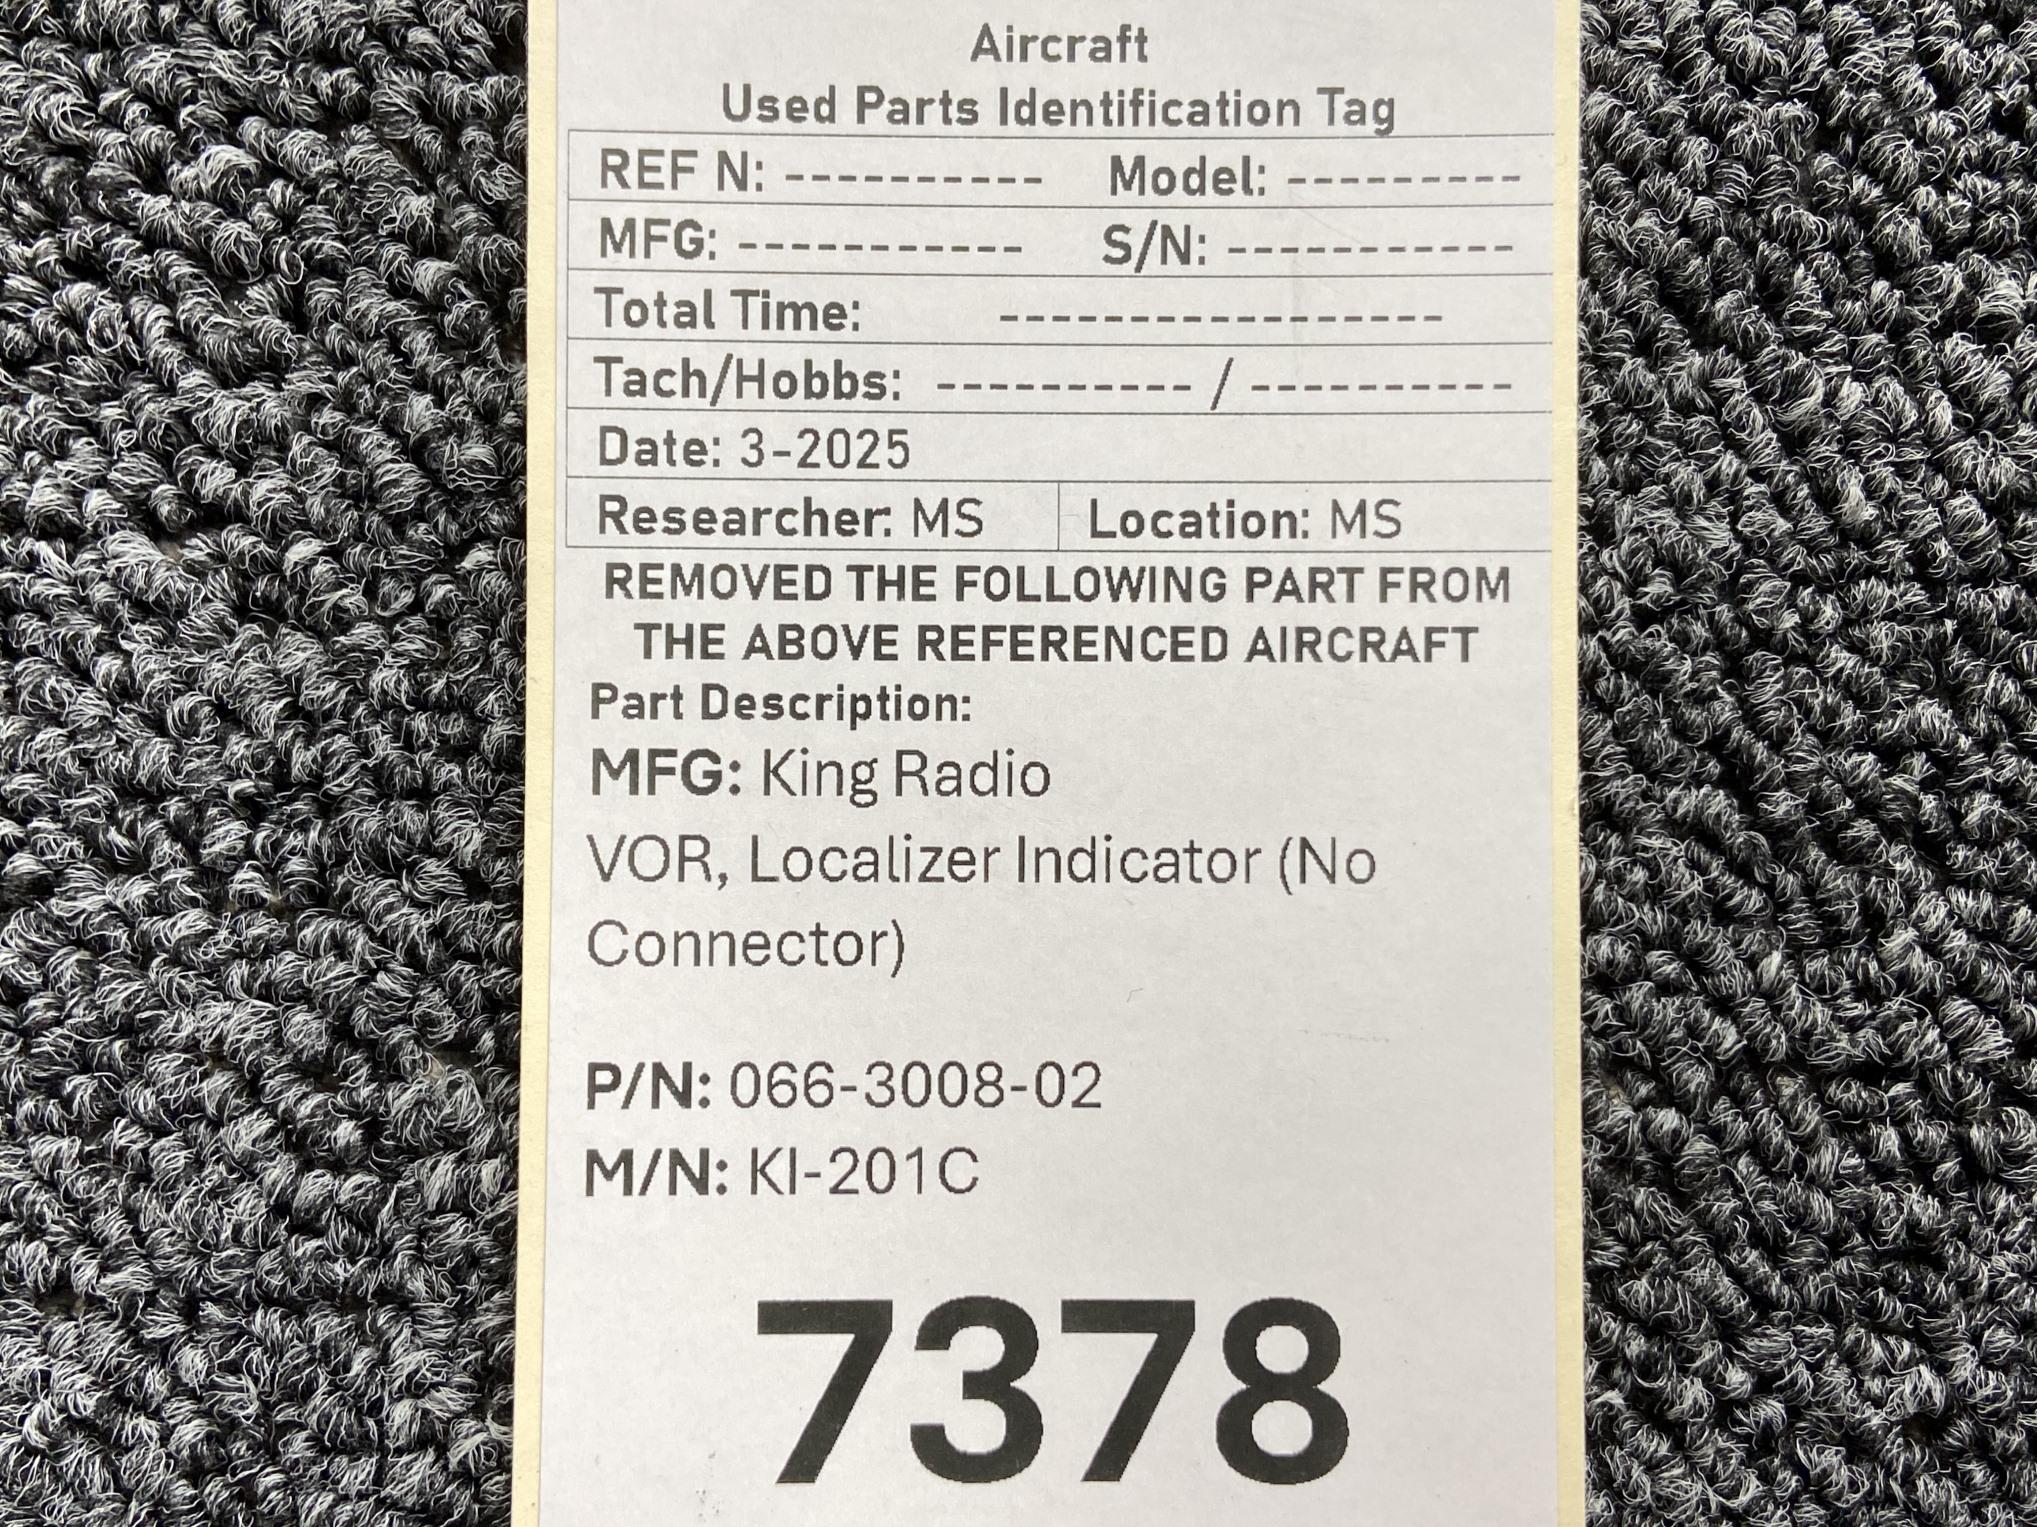 Aircraft
Used Parts Identification Tag
REF N: ---------- Model: ---------
MFG: ----------- S/N: -----------
Total Time: -----------------
Tach/Hobbs: ---------- / ----------
Date: 3-2025
Researcher: MS Location: MS
REMOVED THE FOLLOWING PART FROM
THE ABOVE REFERENCED AIRCRAFT
Part Description:
MFG: King Radio
VOR, Localizer Indicator (No
Connector)
P/N: 066-3008-02
M/N: KI-201C
7378